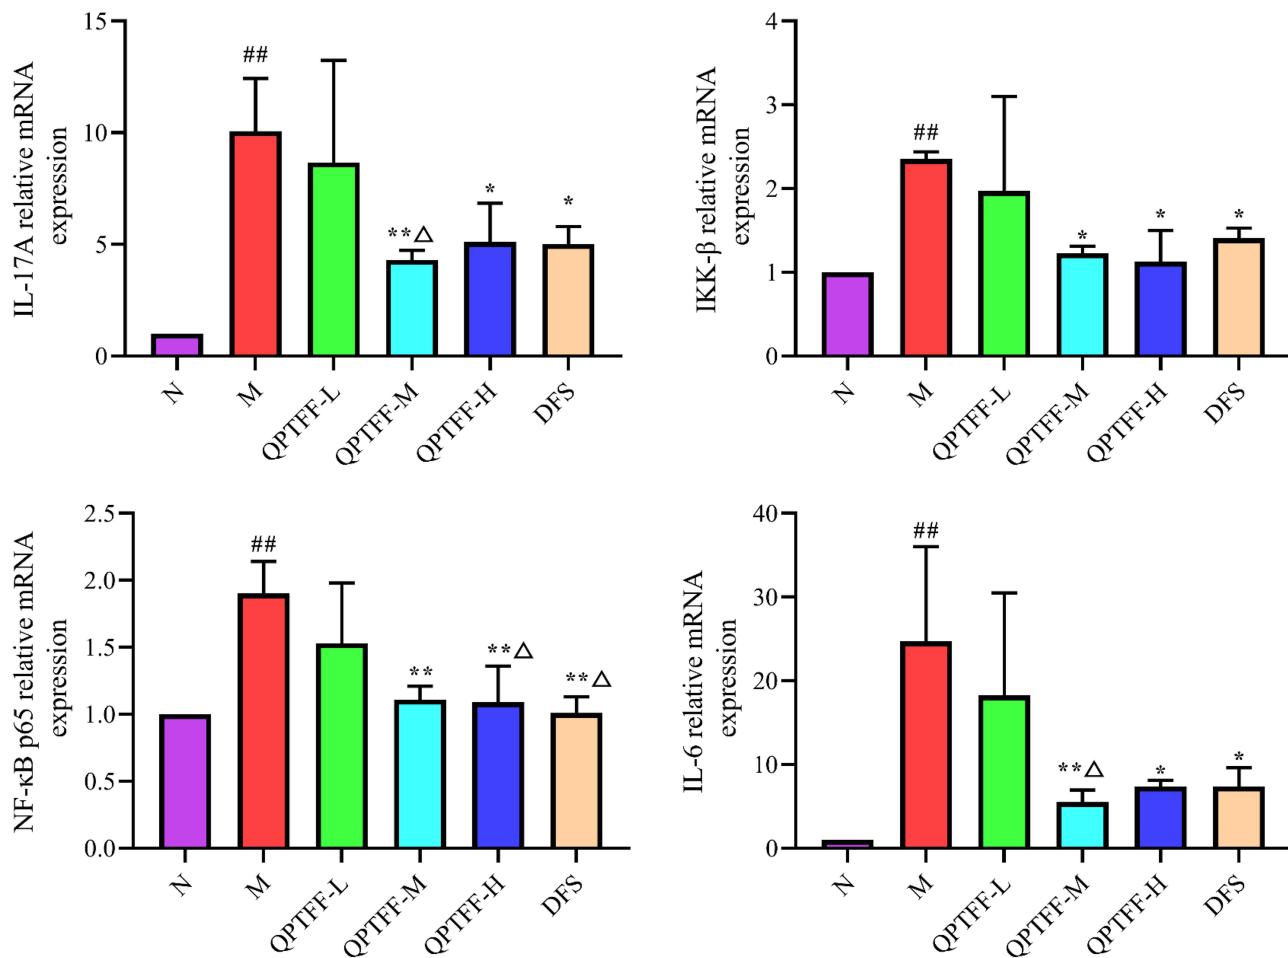 IL-17A relative mRNA
expression
15
10
5
0
##
**△
*
*
N
M
QPTFF-L
QPTFF-M
QPTFF-H
DFS
IKK-β relative mRNA
expression
4
3
2
1
0
##
*
*
*
N
M
QPTFF-L
QPTFF-M
QPTFF-H
DFS
NF-κB p65 relative mRNA
expression
2.5
2.0
1.5
1.0
0.5
0.0
##
**
**△
**△
N
M
QPTFF-L
QPTFF-M
QPTFF-H
DFS
IL-6 relative mRNA
expression
40
30
20
10
0
##
**△
*
*
N
M
QPTFF-L
QPTFF-M
QPTFF-H
DFS